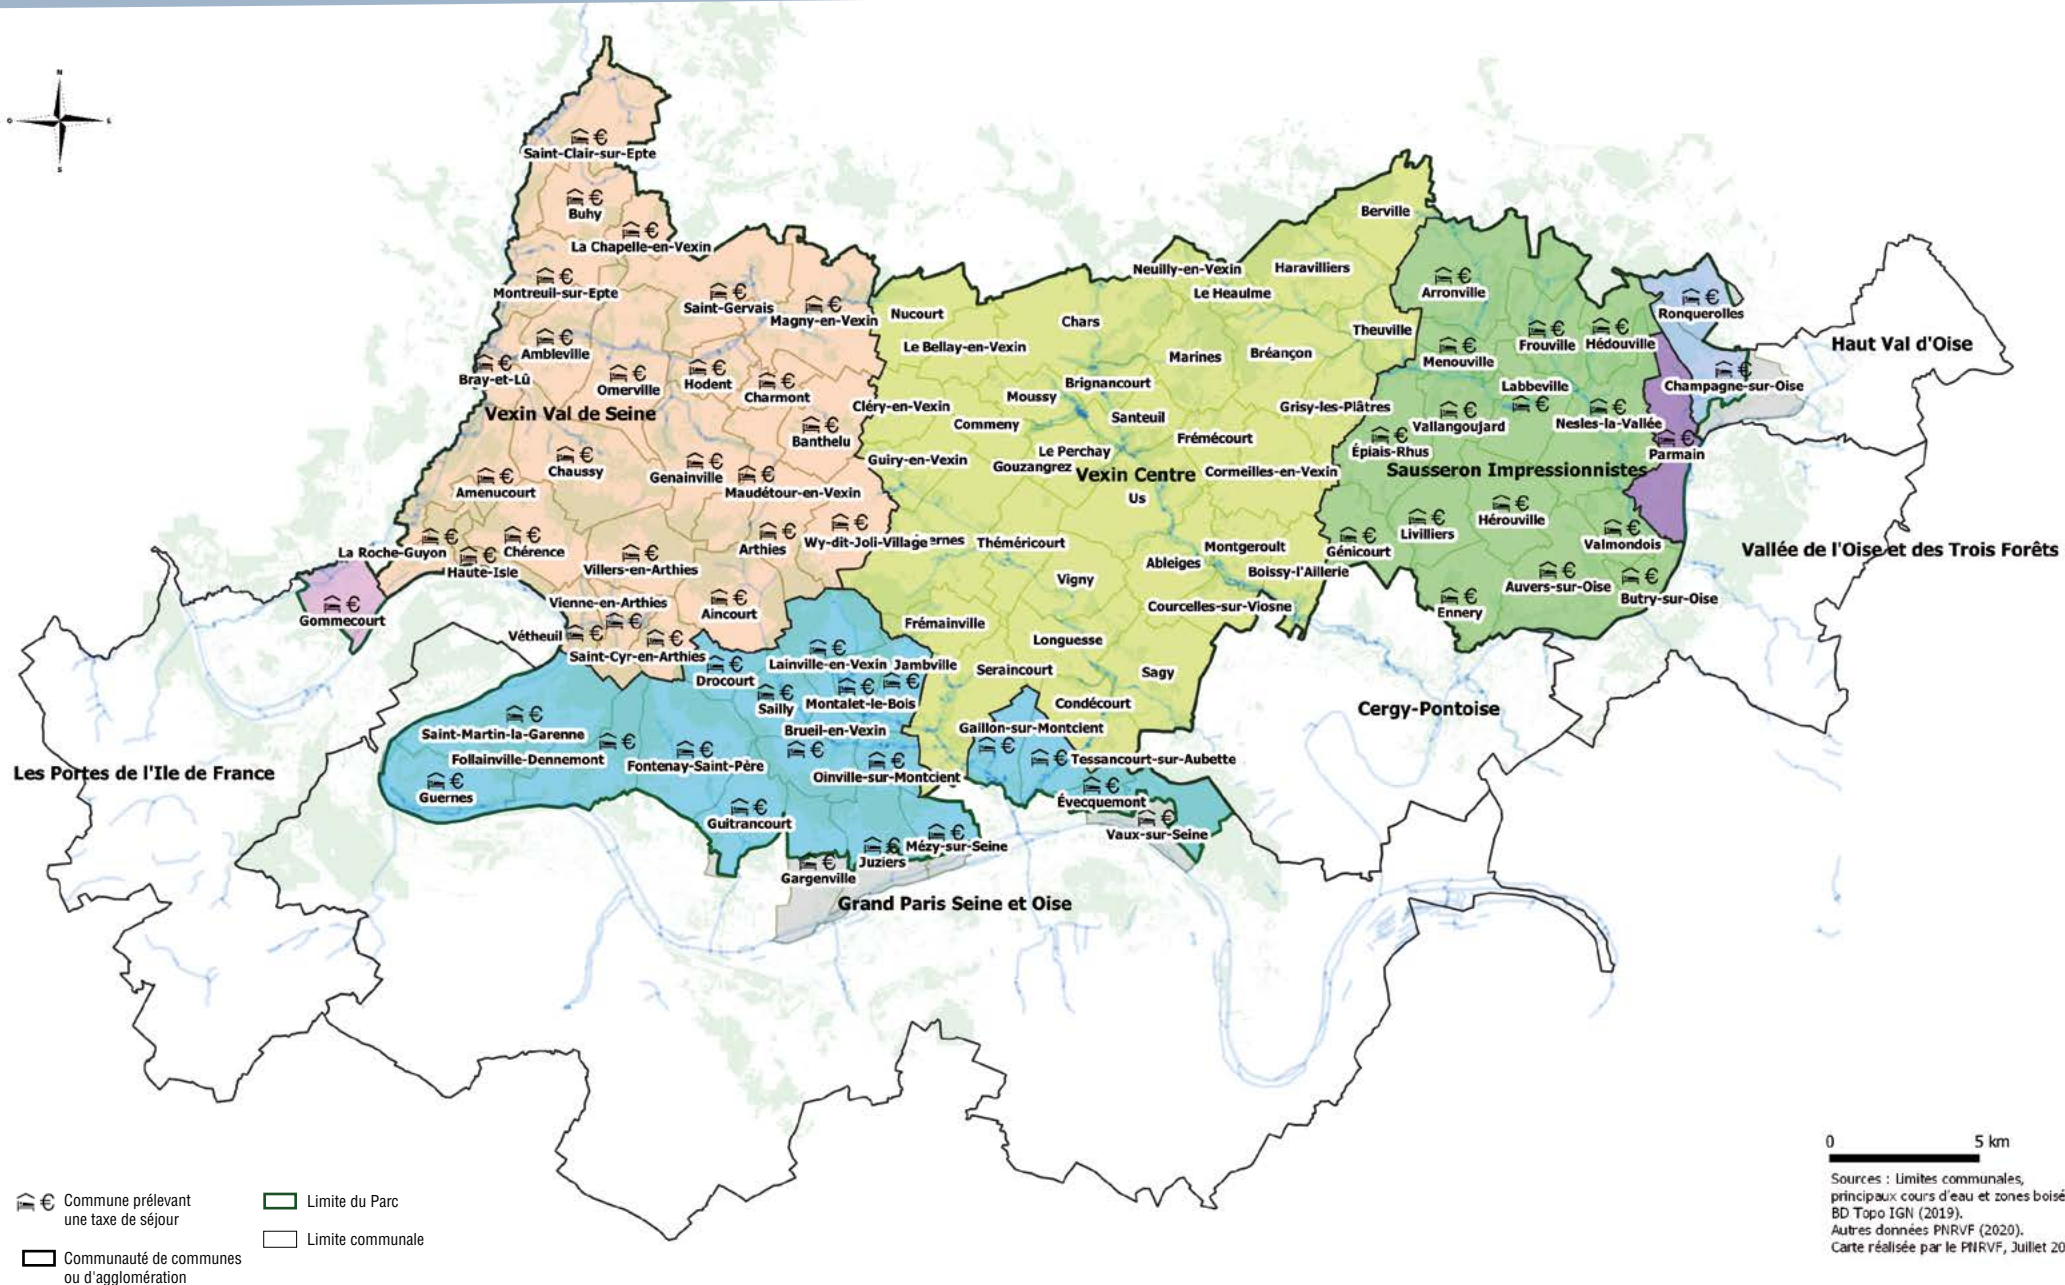 N
O
E
S
Saint-Clair-sur-Epte
Buhy
La Chapelle-en-Vexin
Montreuil-sur-Epte
Saint-Gervais
Magny-en-Vexin
Ambleville
Bray-et-Lû
Omerville
Hodent
Charmont
Vexin Val de Seine
Banthelu
Chaussy
Genainville
Maudétour-en-Vexin
Amenucourt
La Roche-Guyon
Chérence
Haute-Isle
Villers-en-Arthies
Arthies
Wy-dit-Joli-Village
Gommecourt
Vienne-en-Arthies
Aincourt
Vétheuil
Saint-Cyr-en-Arthies
Berville
Neuilly-en-Vexin
Haravilliers
Le Heaulme
Nucourt
Chars
Theuville
Le Bellay-en-Vexin
Marines
Bréançon
Brignancourt
Moussy
Cléry-en-Vexin
Commeny
Santeuil
Grisy-les-Plâtres
Frémécourt
Le Perchay
Guiry-en-Vexin
Gouzangrez
Vexin Centre
Cormeilles-en-Vexin
Us
ernes
Théméricourt
Montgeroult
Ableiges
Boissy-l'Aillerie
Vigny
Courcelles-sur-Viosne
Frémainville
Longuesse
Seraincourt
Sagy
Condécourt
Arronville
Ronquerolles
Frouville
Hédouville
Haut Val d'Oise
Menouville
Labbeville
Champagne-sur-Oise
Vallangoujard
Nesles-la-Vallée
Épiais-Rhus
Parmain
Sausseron Impressionnistes
Hérouville
Livilliers
Génicourt
Valmondois
Vallée de l'Oise et des Trois Forêts
Auvers-sur-Oise
Butry-sur-Oise
Ennery
Cergy-Pontoise
Lainville-en-Vexin
Jambville
Drocourt
Sailly
Montalet-le-Bois
Brueil-en-Vexin
Gaillon-sur-Montcient
Saint-Martin-la-Garenne
Follainville-Dennemont
Fontenay-Saint-Père
Tessancourt-sur-Aubette
Les Portes de l'Ile de France
Oinville-sur-Montcient
Guernes
Évecquemont
Guitrancourt
Vaux-sur-Seine
Mézy-sur-Seine
Juziers
Gargenville
Grand Paris Seine et Oise
0 5 km
Sources : Limites communales,
principaux cours d'eau et zones boisé
BD Topo IGN (2019).
Autres données PNRVF (2020).
Carte réalisée par le PNRVF, Juillet 20
€ Commune prélevant
une taxe de séjour
Communauté de communes
ou d'agglomération
Limite du Parc
Limite communale